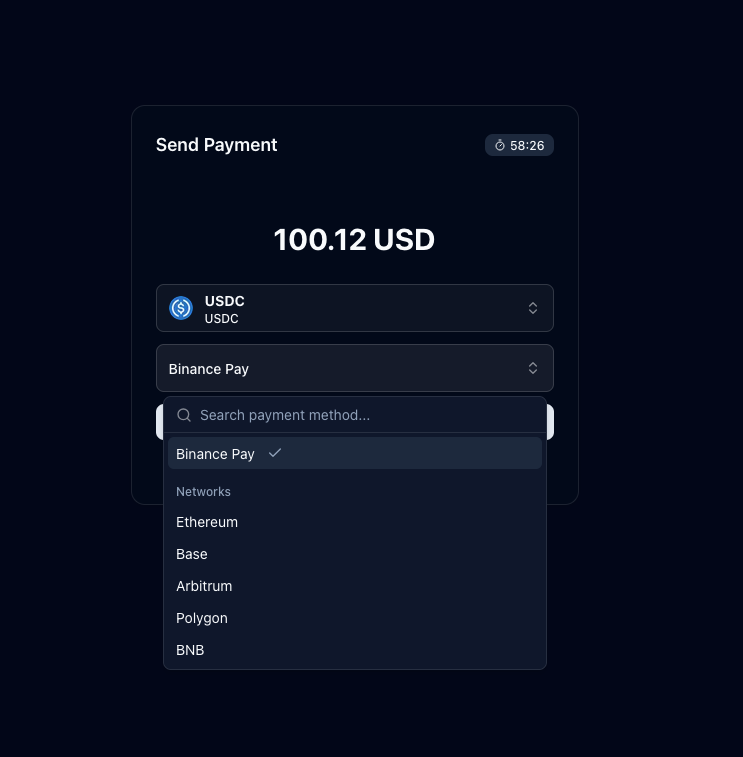 Send Payment
58:26
100.12 USD
USDC
USDC
Binance Pay
Search payment method...
Binance Pay
Networks
Ethereum
Base
Arbitrum
Polygon
BNB